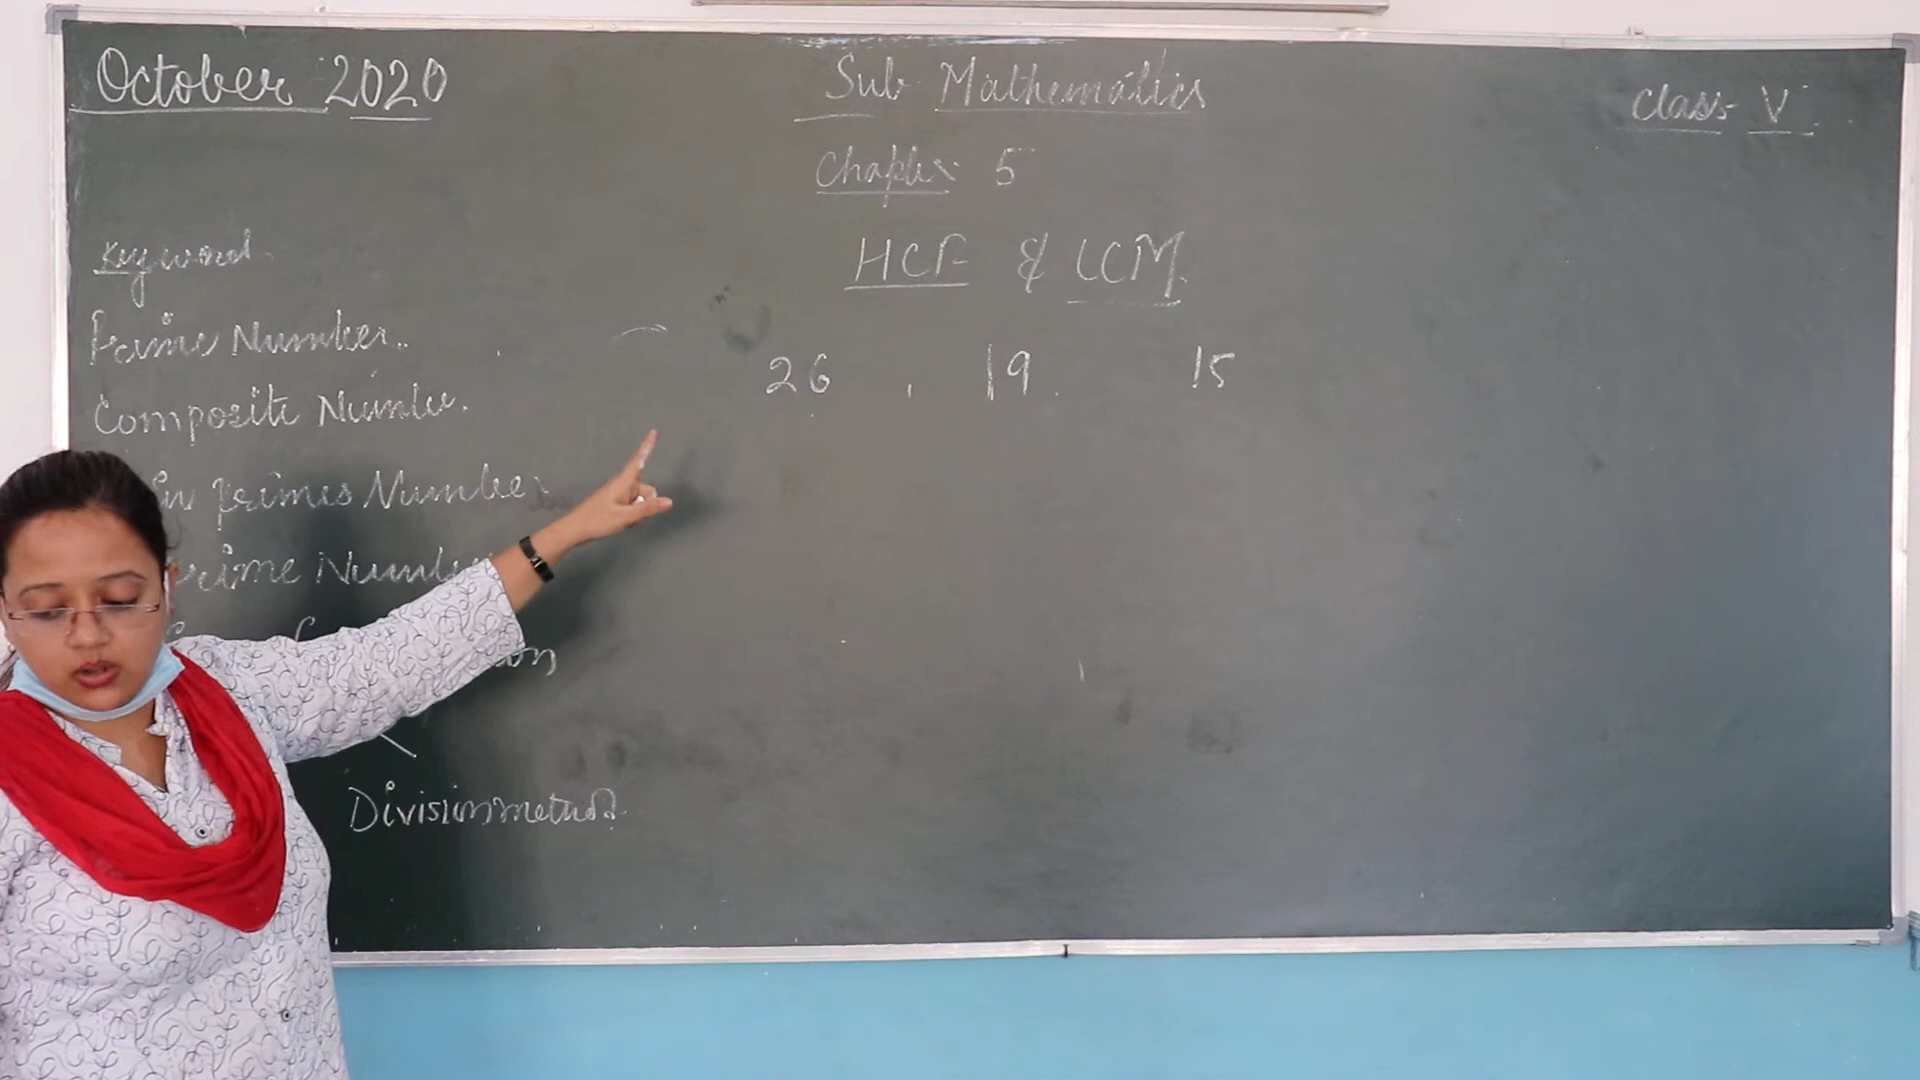 October 2020
Sub Mathematics
Class V
Chapter 5
HCF & LCM
Keyword
Prime Number.
Composite Number.
primes Number
Number
Division method
26 , 19 . 15